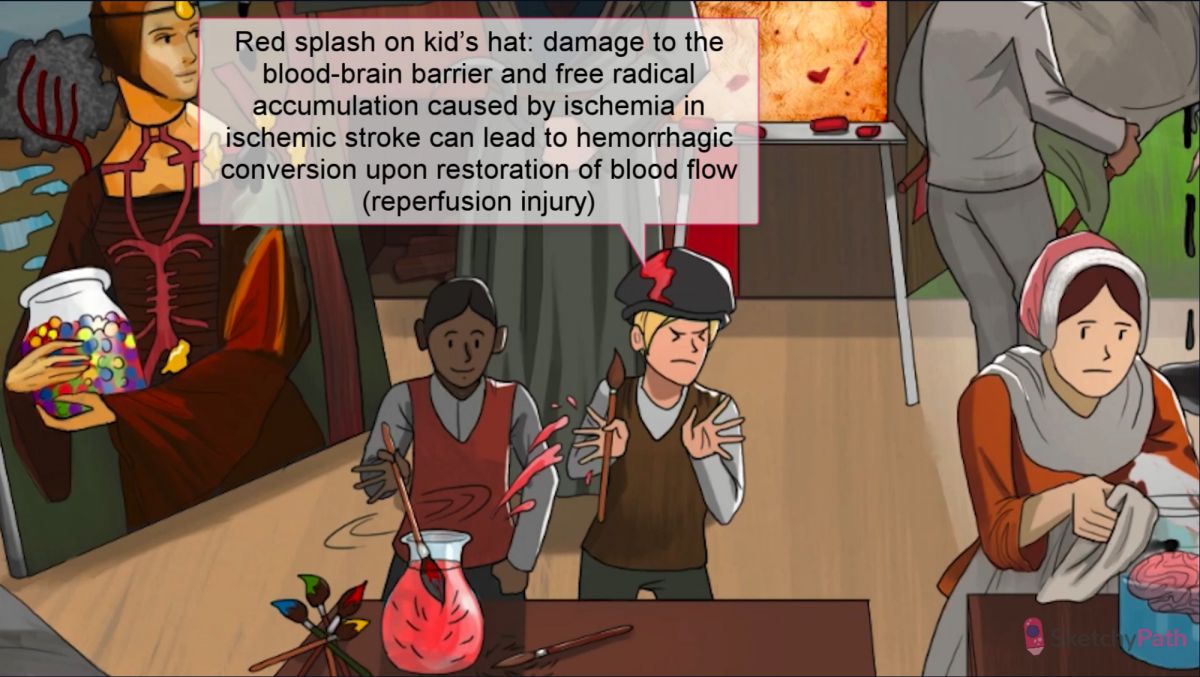 Red splash on kid's hat: damage to the
blood-brain barrier and free radical
accumulation caused by ischemia in
ischemic stroke can lead to hemorrhagic
conversion upon restoration of blood flow
(reperfusion injury)
SketchyPath